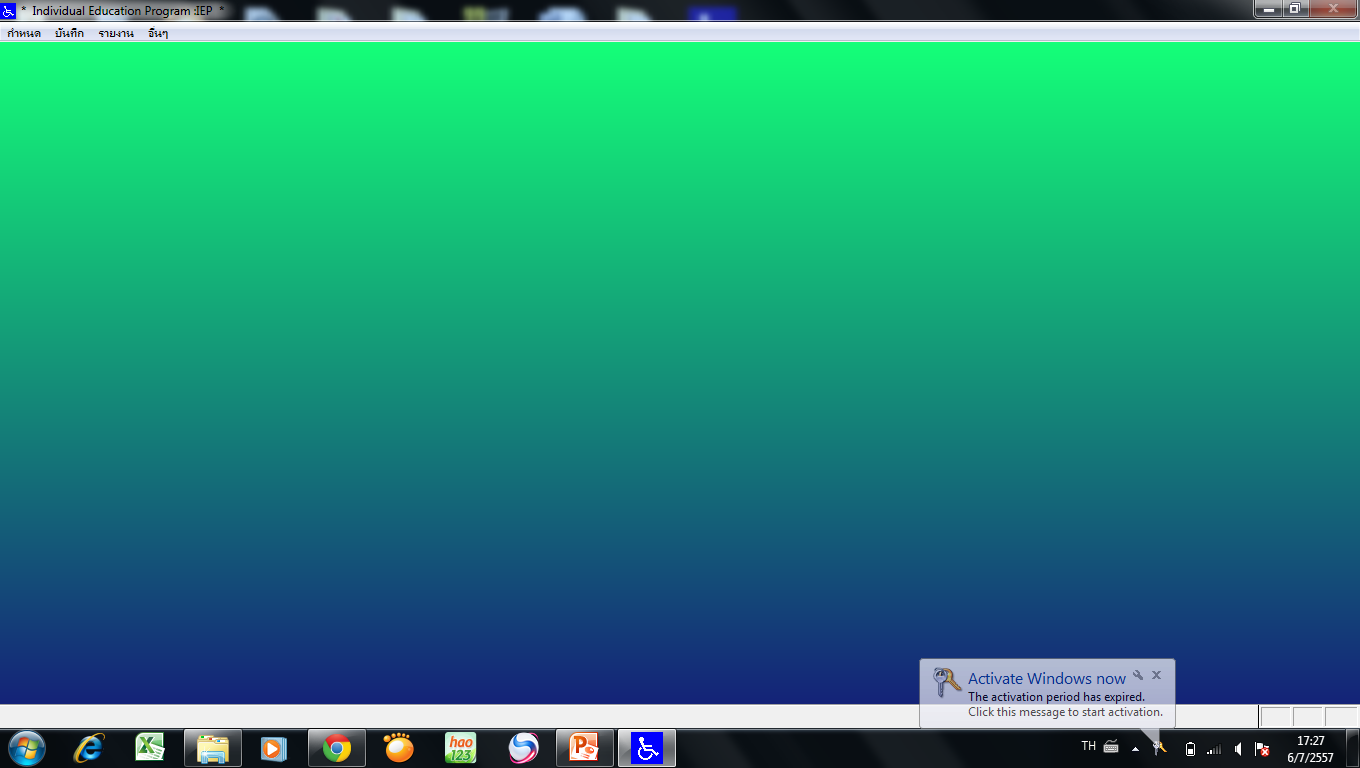 * Individual Education Program :IEP *
กำหนด บันทึก รายงาน อื่นๆ
Activate Windows now
The activation period has expired.
Click this message to start activation.
hao
123
TH
17:27
6/7/2557